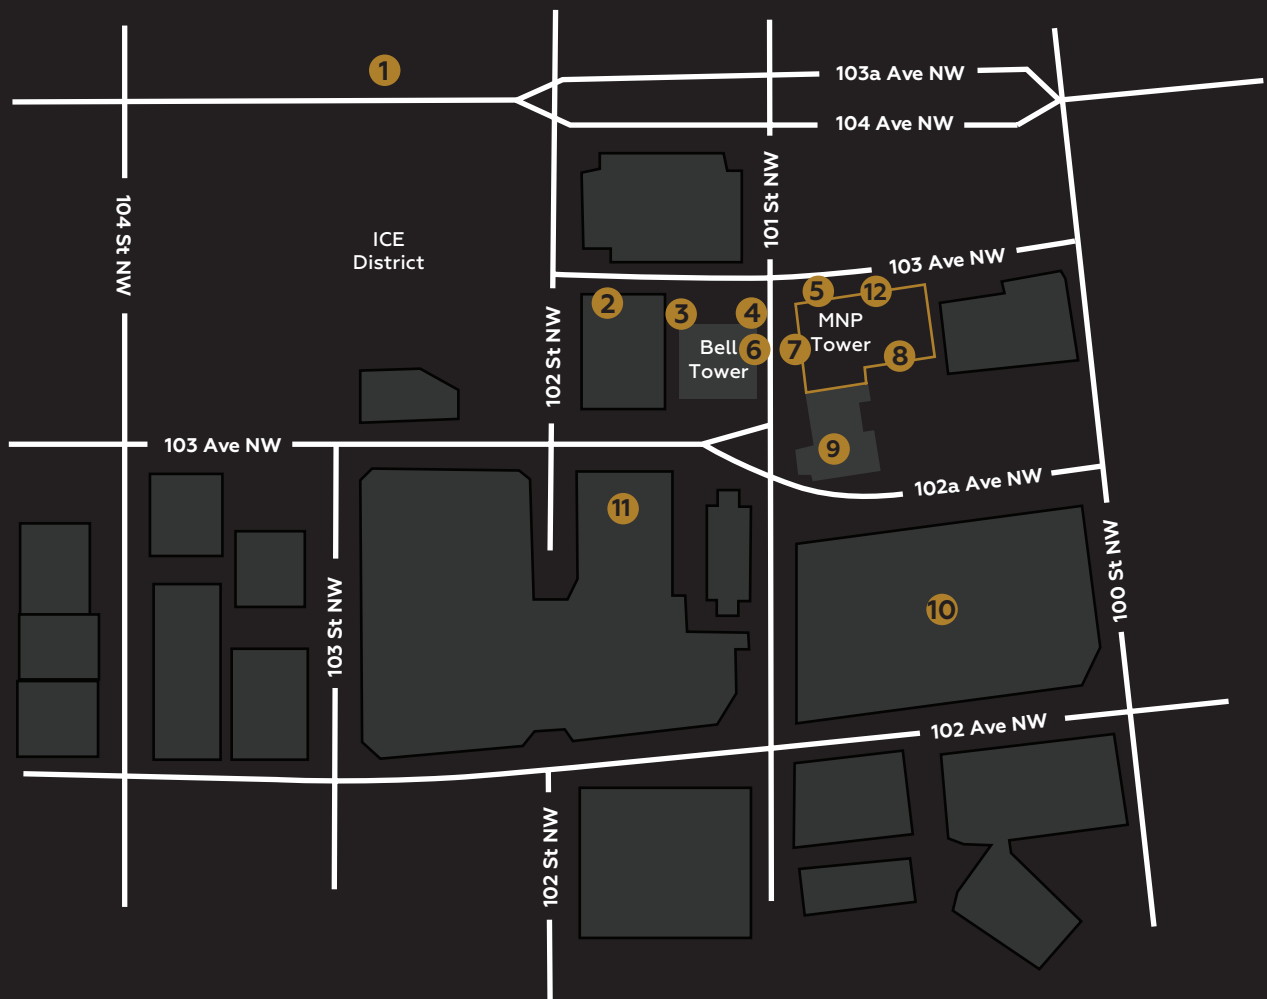 1
103a Ave NW
104 Ave NW
104 St NW
ICE
District
101 St NW
103 Ave NW
5
12
2
3
4
MNP
Tower
Bell
Tower
6
7
8
102 St NW
103 Ave NW
9
102a Ave NW
11
100 St NW
103 St NW
10
102 Ave NW
102 St NW